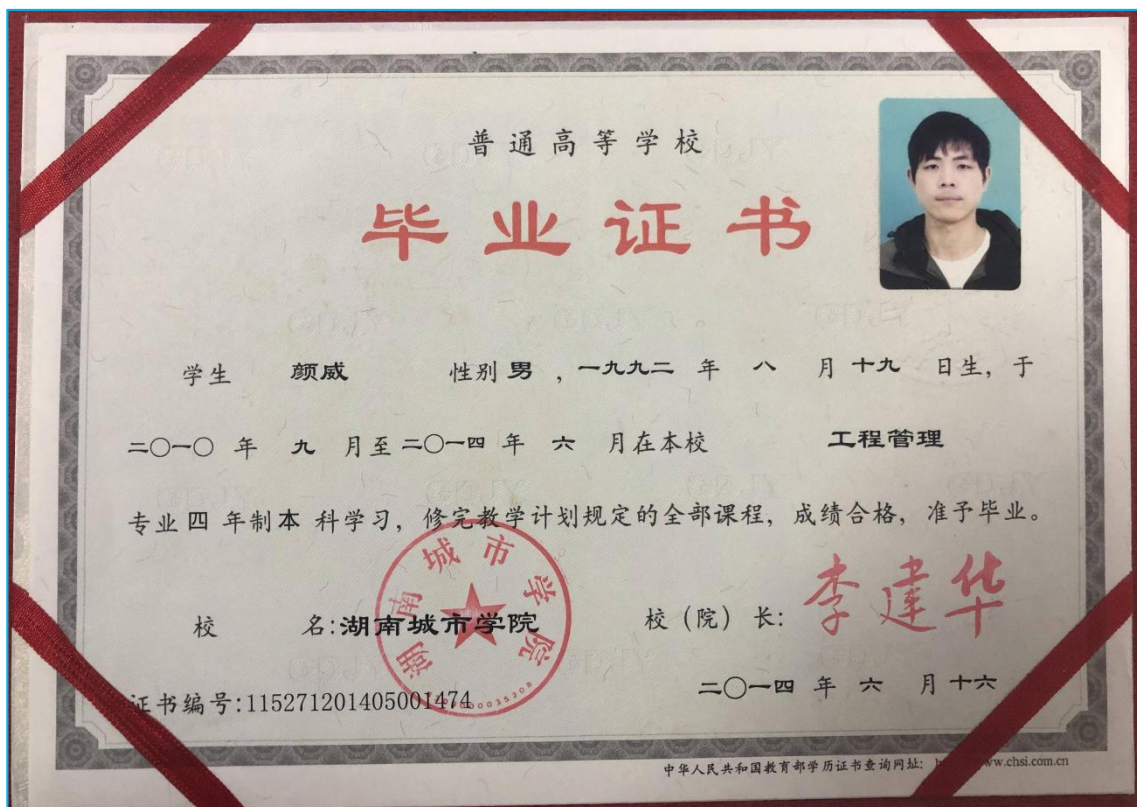 普通高等学校
毕业证书
学生 颜威 性别 男 ，一九九二 年 八 月 十九 日生，于
二〇一〇 年 九 月至 二〇一四 年 六 月在本校 工程管理
专业 四 年制 本 科学习，修完教学计划规定的全部课程，成绩合格，准予毕业。
湖南城市学院
校 名:湖南城市学院 校（院）长: 李建华
证书编号:115271201405001474 二〇一四 年 六 月 十六
中华人民共和国教育部学历证书查询网址: www.chsi.com.cn